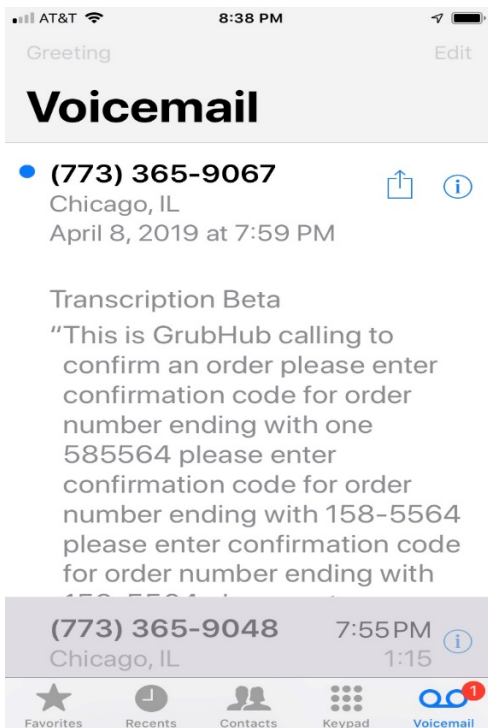 AT&T 8:38 PM
Greeting Edit
Voicemail
(773) 365-9067
Chicago, IL
April 8, 2019 at 7:59 PM
Transcription Beta
“This is GrubHub calling to
confirm an order please enter
confirmation code for order
number ending with one
585564 please enter
confirmation code for order
number ending with 158-5564
please enter confirmation code
for order number ending with
(773) 365-9048 7:55 PM
Chicago, IL 1:15
1
Favorites Recents Contacts Keypad Voicemail